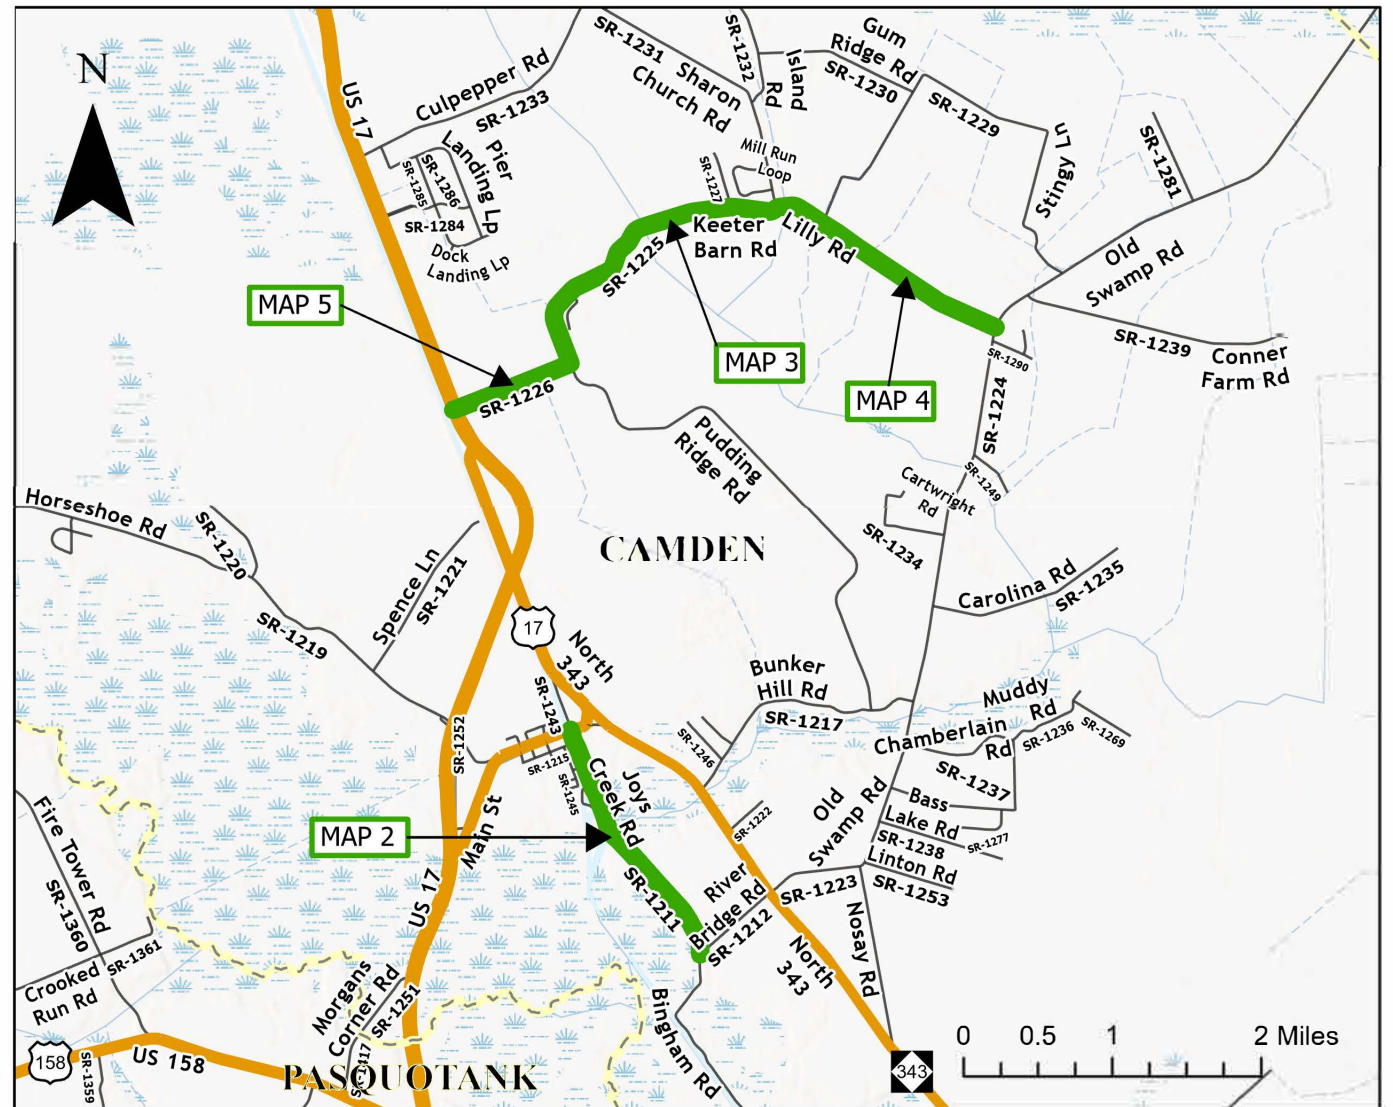 N
US 17
Culpepper Rd
SR-1233
SR-1231
Sharon
Church Rd
SR-1232
Island
Rd
Gum
Ridge Rd
SR-1230
SR-1229
Stingy Ln
SR-1281
Pier
Landing Lp
SR-1286
SR-1285
SR-1284
Dock
Landing Lp
SR-1227
Mill Run
Loop
Keeter
Barn Rd
Lilly Rd
SR-1225
Old
Swamp Rd
SR-1239
Conner
Farm Rd
MAP 5
MAP 3
MAP 4
SR-1226
SR-1290
SR-1224
Pudding
Ridge Rd
SR-1249
Cartwright
Rd
SR-1234
Horseshoe Rd
SR-1220
SR-1219
Spence Ln
SR-1221
CAMDEN
Carolina Rd
SR-1235
17
North
343
Bunker
Hill Rd
SR-1217
Muddy
Rd
Chamberlain
Rd
SR-1236
SR-1269
SR-1243
SR-1252
SR-1215
SR-1245
SR-1246
Joys
Creek Rd
SR-1237
Bass
Lake Rd
SR-1238
SR-1277
Linton Rd
SR-1253
Old
Swamp Rd
SR-1222
SR-1223
MAP 2
Main St
US 17
SR-1211
River
Bridge Rd
SR-1212
North
343
Nosay Rd
Fire Tower Rd
SR-1360
SR-1361
Crooked
Run Rd
Morgans
Corner Rd
SR-1251
SR-1417
Bingham Rd
158
US 158
SR-1359
PASQUOTANK
343
0 0.5 1 2 Miles